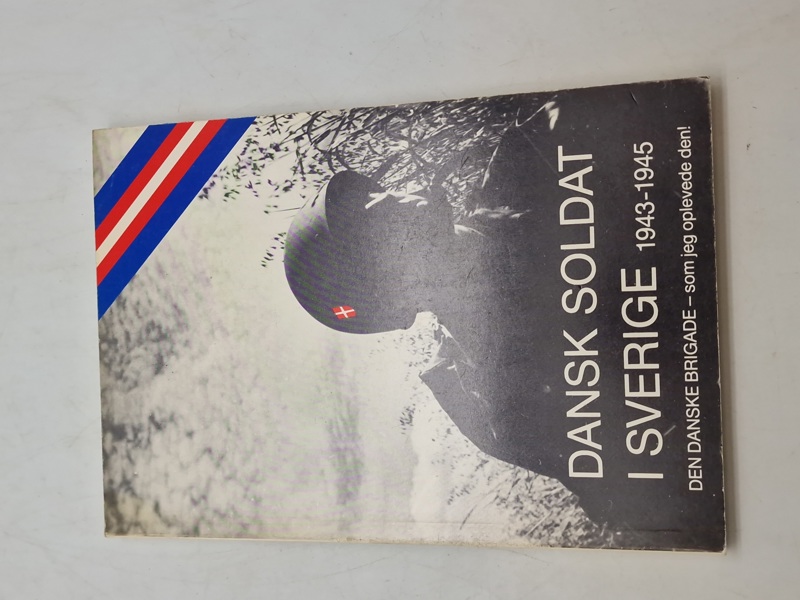 DANSK SOLDAT
I SVERIGE 1943-1945
DEN DANSKE BRIGADE – som jeg oplevede den!